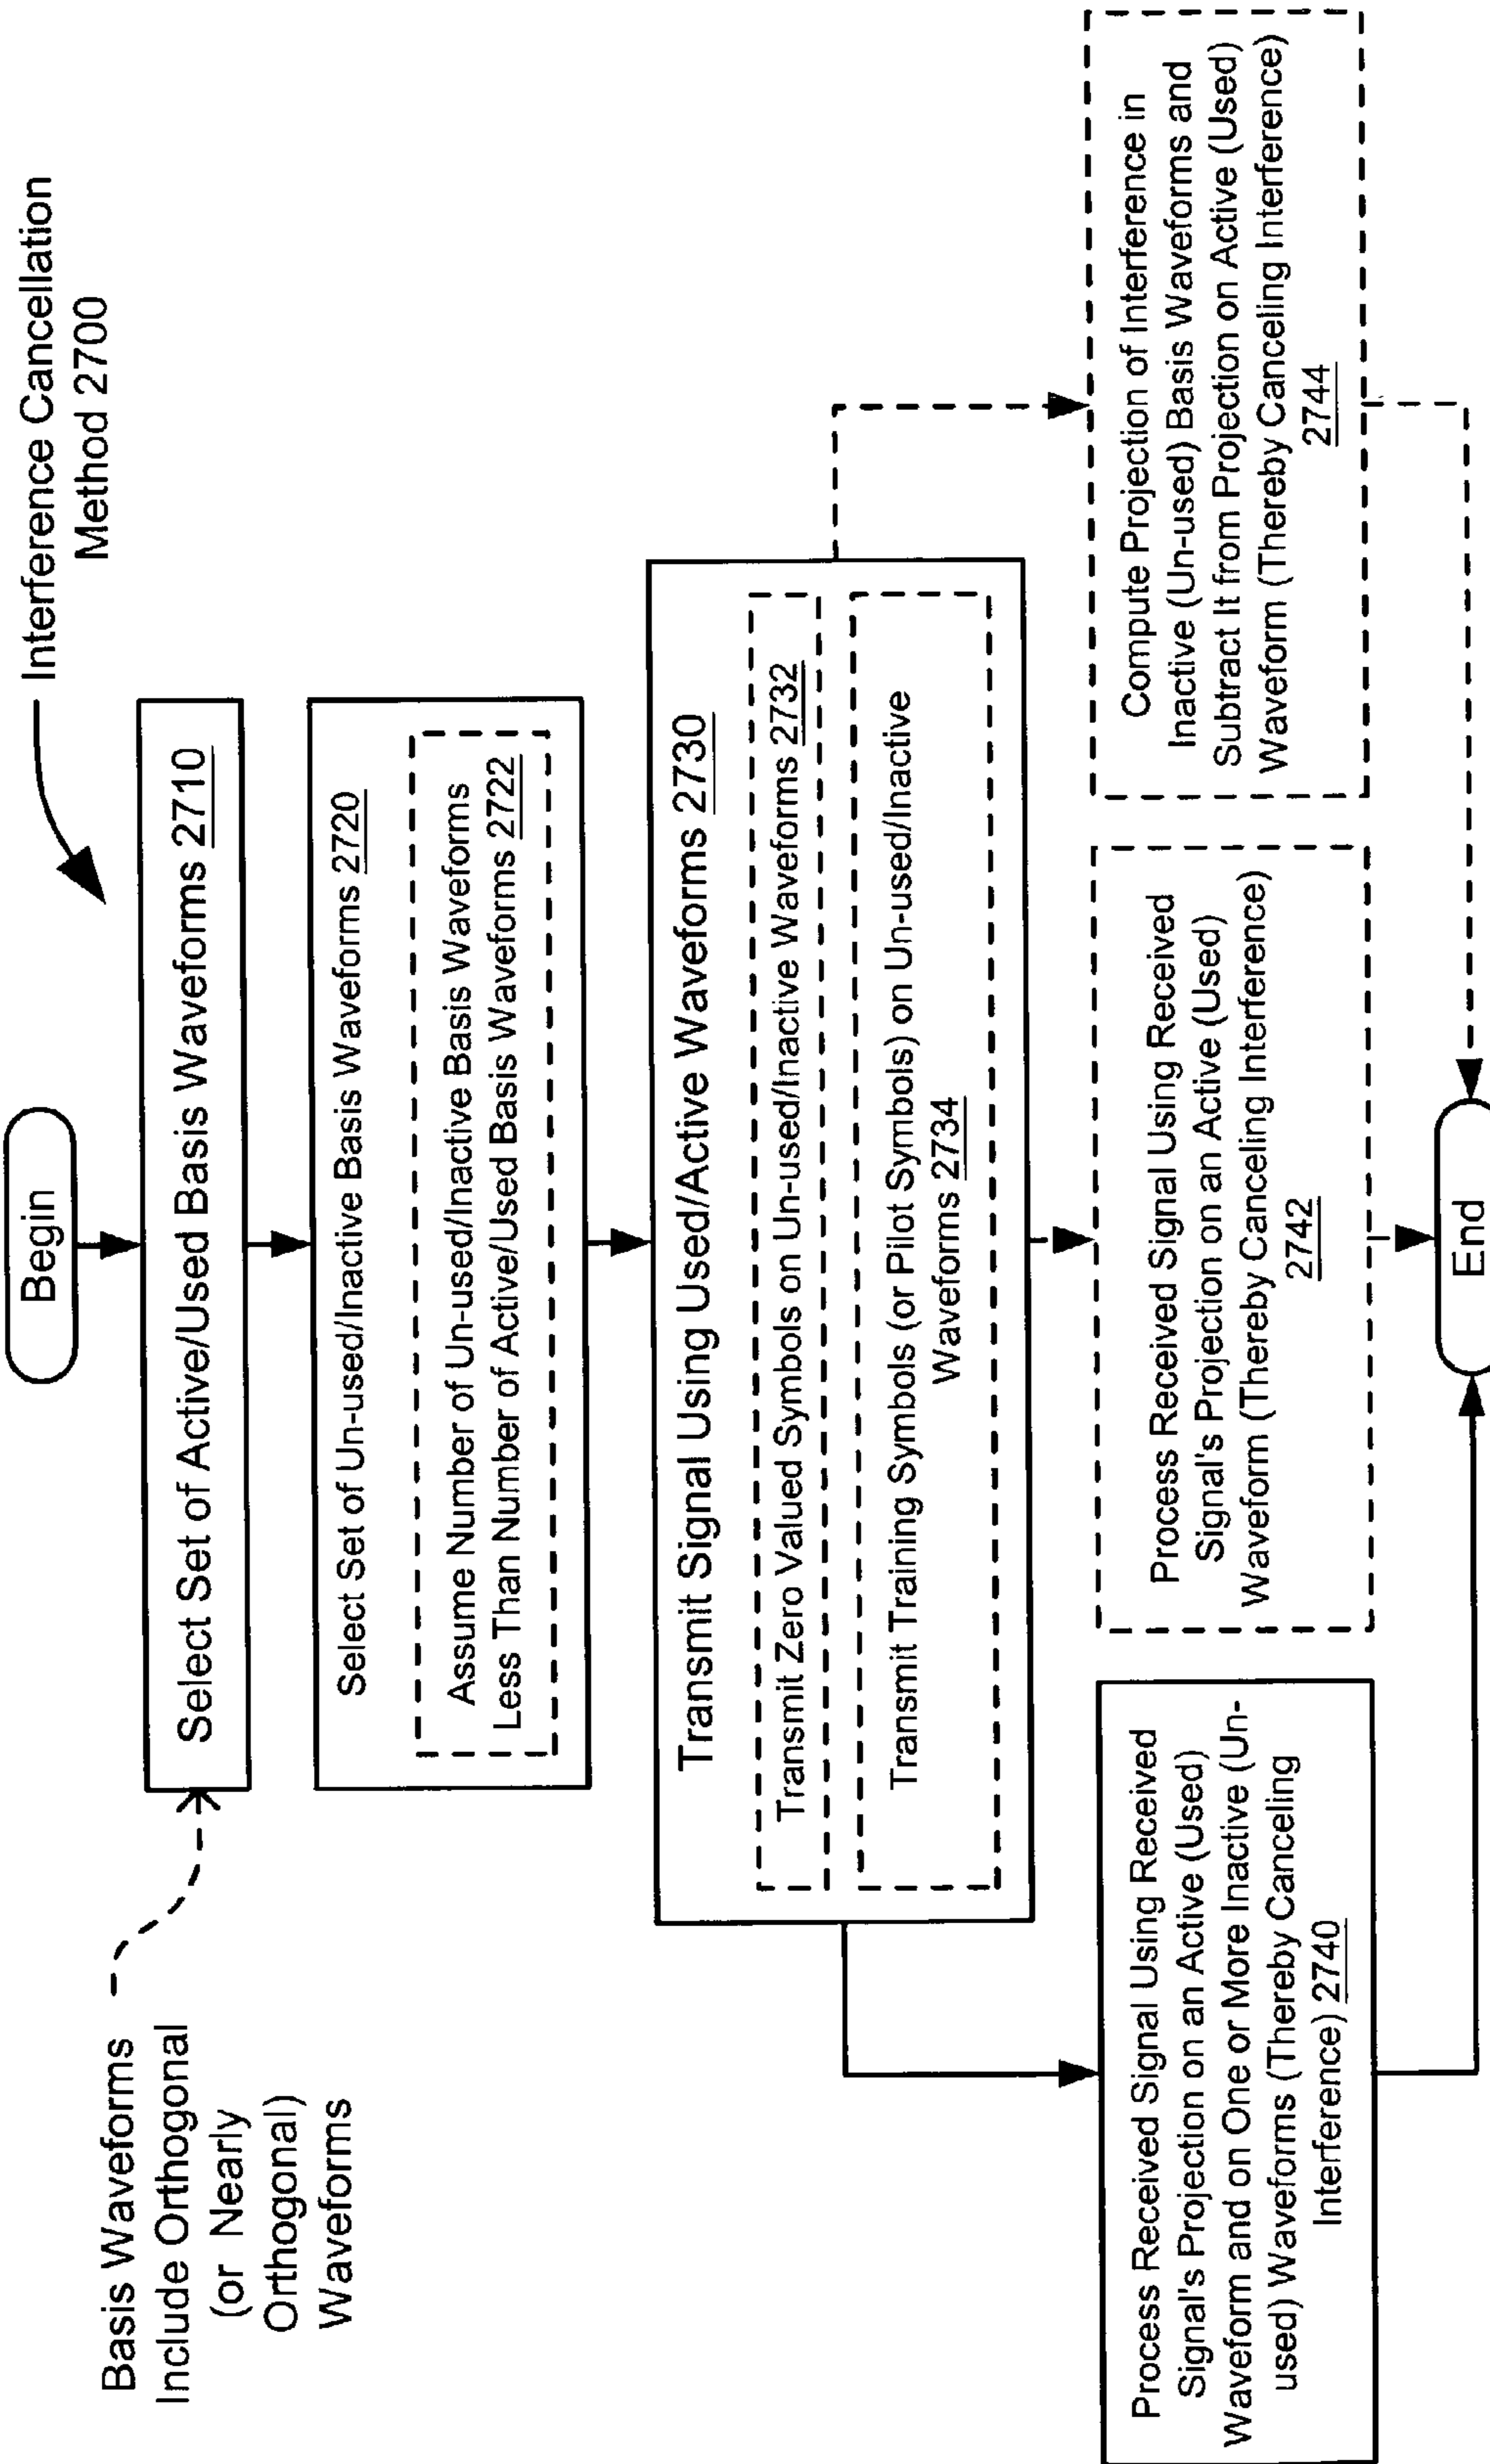 Interference Cancellation
Method 2700
Begin
Basis Waveforms
Include Orthogonal
(or Nearly
Orthogonal)
Waveforms
Select Set of Active/Used Basis Waveforms 2710
Select Set of Un-used/Inactive Basis Waveforms 2720
Assume Number of Un-used/Inactive Basis Waveforms
Less Than Number of Active/Used Basis Waveforms 2722
Transmit Signal Using Used/Active Waveforms 2730
Transmit Zero Valued Symbols on Un-used/Inactive Waveforms 2732
Transmit Training Symbols (or Pilot Symbols) on Un-used/Inactive
Waveforms 2734
Process Received Signal Using Received
Signal's Projection on an Active (Used)
Waveform and on One or More Inactive (Un-
used) Waveforms (Thereby Canceling
Interference) 2740
Process Received Signal Using Received
Signal's Projection on an Active (Used)
Waveform (Thereby Canceling Interference)
2742
Compute Projection of Interference in
Inactive (Un-used) Basis Waveforms and
Subtract It from Projection on Active (Used)
Waveform (Thereby Canceling Interference)
2744
End